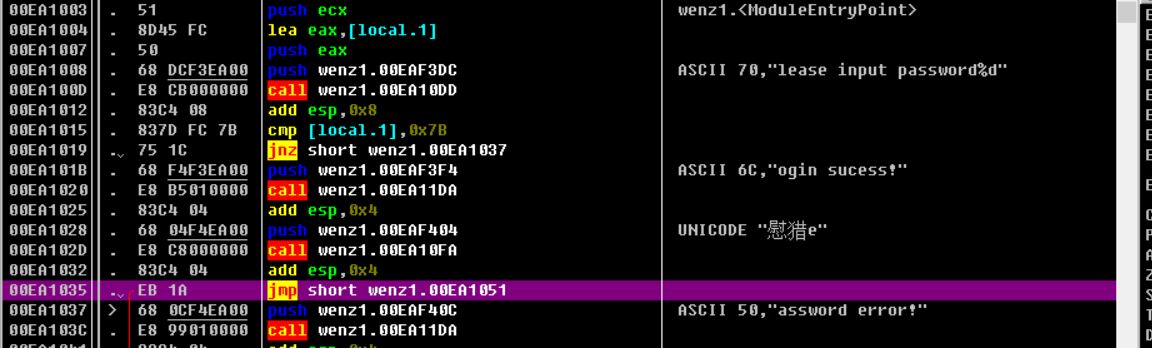 00EA1003 . 51 push ecx wenz1.<ModuleEntryPoint>
00EA1004 . 8D45 FC lea eax,[local.1]
00EA1007 . 50 push eax
00EA1008 . 68 DCF3EA00 push wenz1.00EAF3DC ASCII 70,"lease input password%d"
00EA100D . E8 CB000000 call wenz1.00EA10DD
00EA1012 . 83C4 08 add esp,0x8
00EA1015 . 837D FC 7B cmp [local.1],0x7B
00EA1019 . 75 1C jnz short wenz1.00EA1037
00EA101B . 68 F4F3EA00 push wenz1.00EAF3F4 ASCII 6C,"ogin sucess!"
00EA1020 . E8 B5010000 call wenz1.00EA11DA
00EA1025 . 83C4 04 add esp,0x4
00EA1028 . 68 04F4EA00 push wenz1.00EAF404 UNICODE "慰猎e"
00EA102D . E8 C8000000 call wenz1.00EA10FA
00EA1032 . 83C4 04 add esp,0x4
00EA1035 . EB 1A jmp short wenz1.00EA1051
00EA1037 > 68 0CF4EA00 push wenz1.00EAF40C ASCII 50,"assword error!"
00EA103C . E8 99010000 call wenz1.00EA11DA